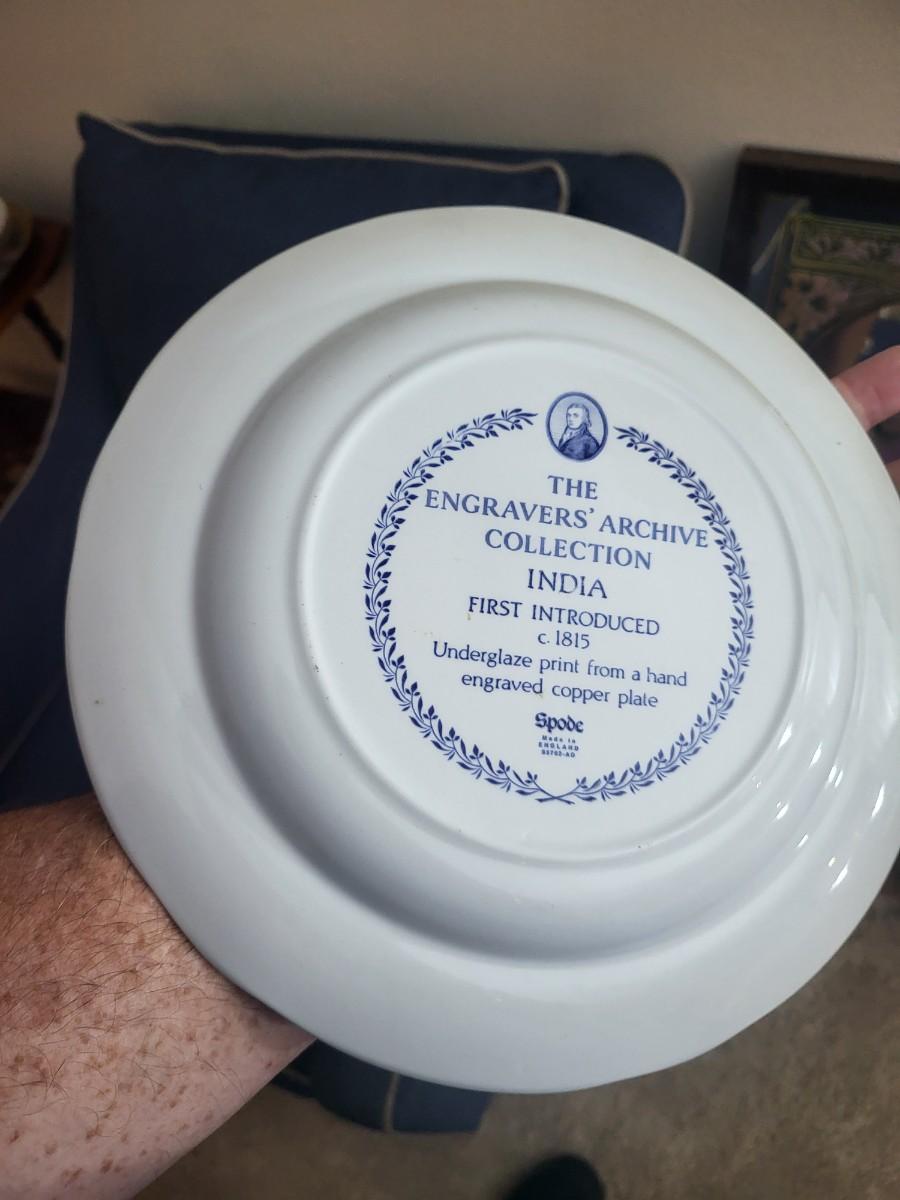 THE
ENGRAVERS' ARCHIVE
COLLECTION
INDIA
FIRST INTRODUCED
c. 1815
Underglaze print from a hand
engraved copper plate
Spode
Made in
ENGLAND